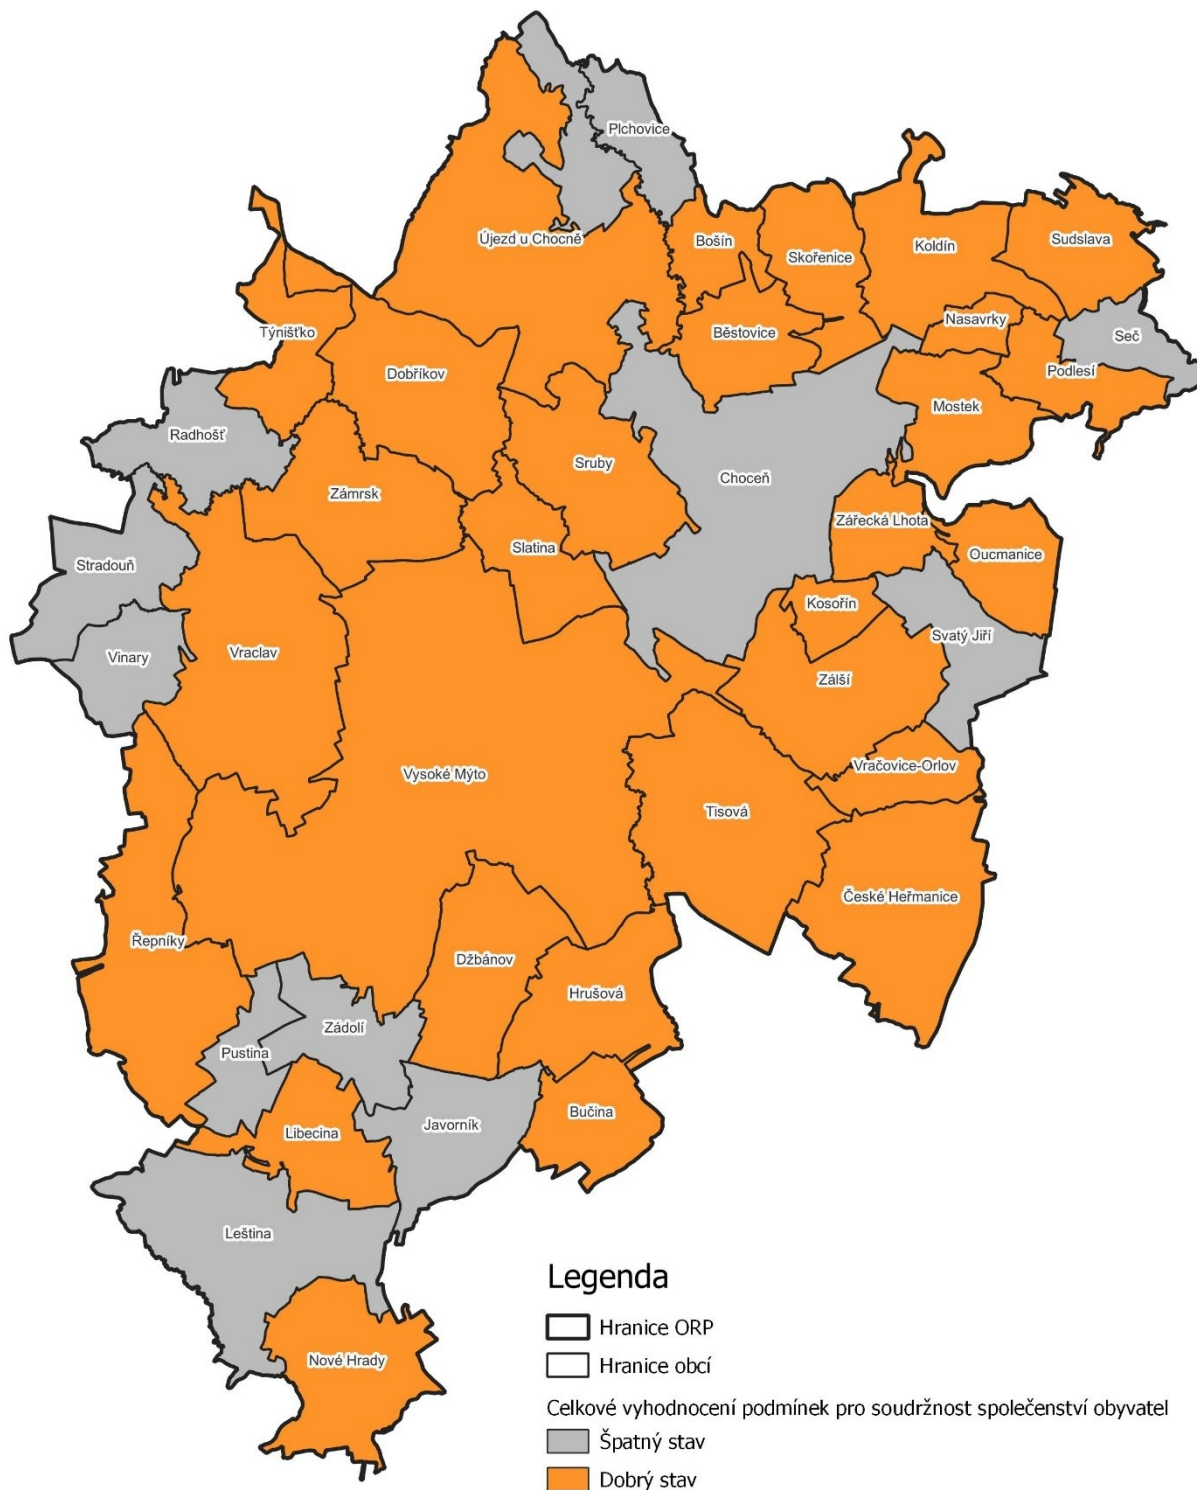 Plchovice
Újezd u Chocně
Bošín
Skořenice
Koldín
Sudslava
Týnišťko
Dobříkov
Běstovice
Nasavrky
Seč
Podlesí
Mostek
Radhošť
Zámrsk
Sruby
Choceň
Slatina
Zářecká Lhota
Oucmanice
Stradouň
Kosořín
Svatý Jiří
Vinary
Vraclav
Zálší
Vysoké Mýto
Vračovice-Orlov
Tisová
České Heřmanice
Řepníky
Džbánov
Hrušová
Zádolí
Pustina
Bučina
Libecina
Javorník
Leština
Nové Hrady
Legenda
Hranice ORP
Hranice obcí
Celkové vyhodnocení podmínek pro soudržnost společenství obyvatel
Špatný stav
Dobrý stav